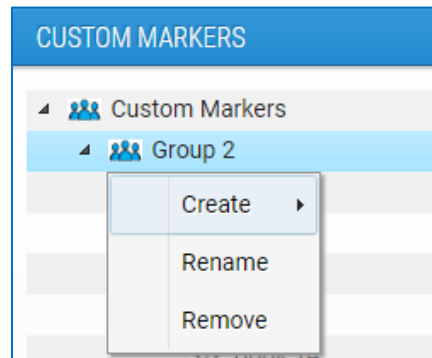 CUSTOM MARKERS
Custom Markers
Group 2
Create
Rename
Remove